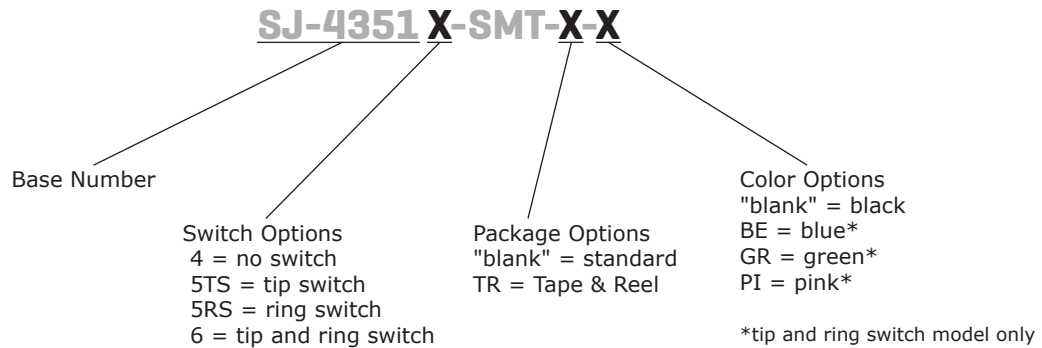 SJ-4351 X-SMT-X-X
Base Number
Switch Options
4 = no switch
5TS = tip switch
5RS = ring switch
6 = tip and ring switch
Package Options
"blank" = standard
TR = Tape & Reel
Color Options
"blank" = black
BE = blue*
GR = green*
PI = pink*
*tip and ring switch model only